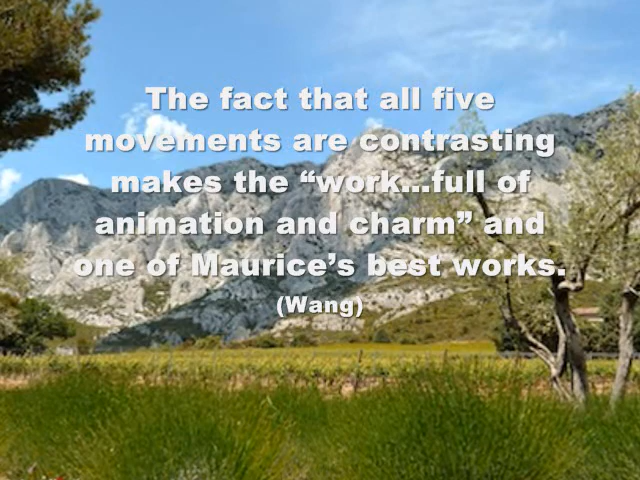 The fact that all five
movements are contrasting
makes the “work...full of
animation and charm” and
one of Maurice’s best works.
(Wang)